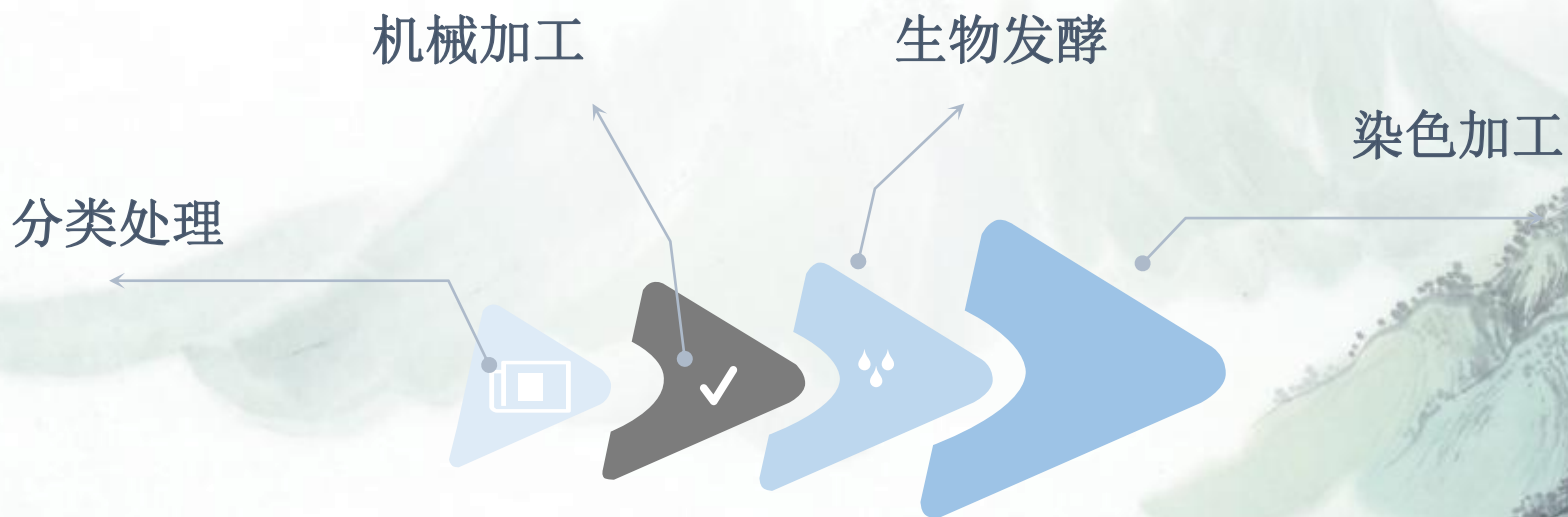 机械加工
生物发酵
染色加工
分类处理